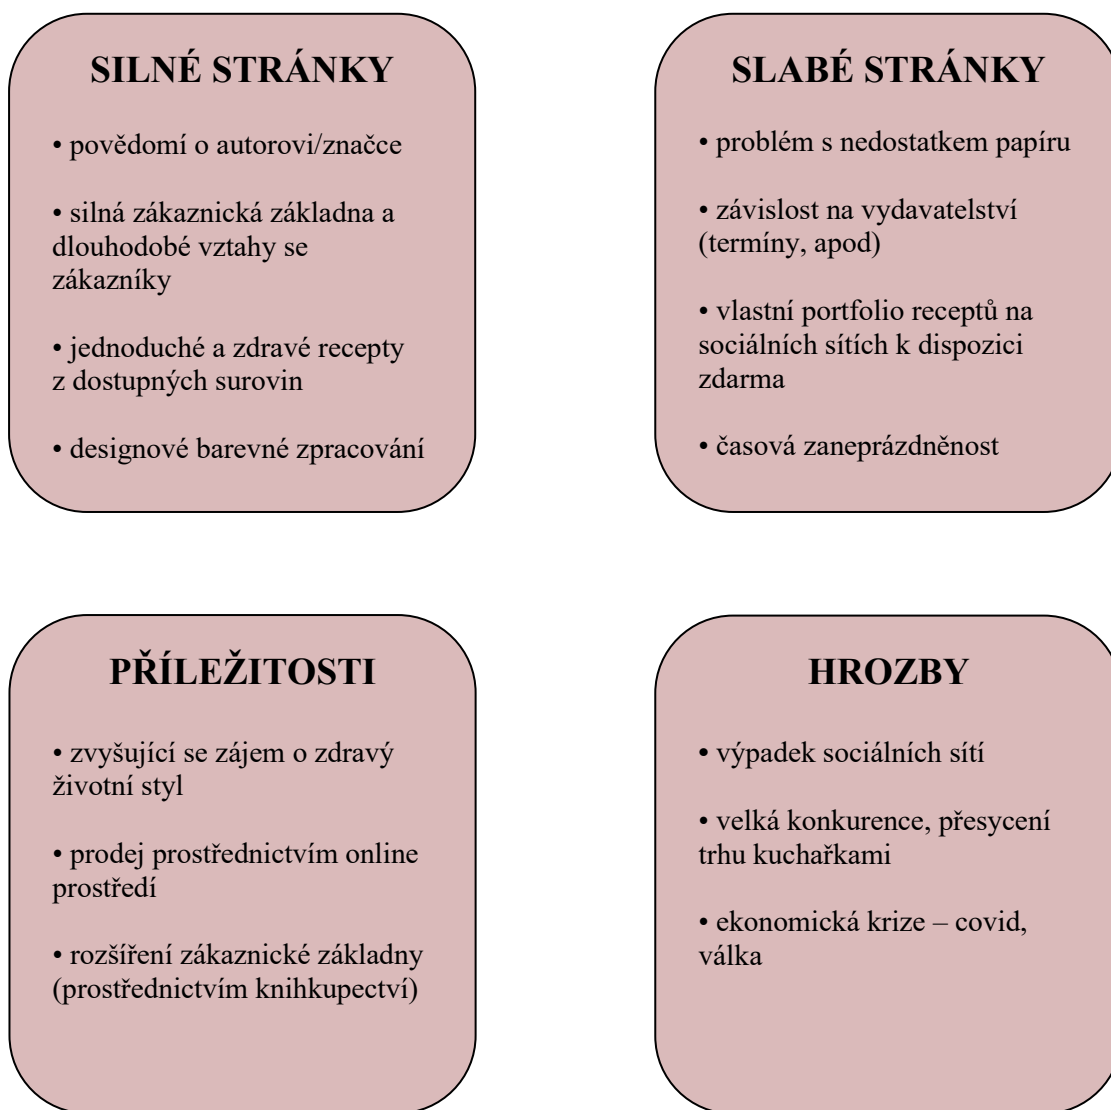 SILNÉ STRÁNKY
• povědomí o autorovi/značce
• silná zákaznická základna a
dlouhodobé vztahy se
zákazníky
• jednoduché a zdravé recepty
z dostupných surovin
• designové barevné zpracování
SLABÉ STRÁNKY
• problém s nedostatkem papíru
• závislost na vydavatelství
(termíny, apod)
• vlastní portfolio receptů na
sociálních sítích k dispozici
zdarma
• časová zaneprázdněnost
PŘÍLEŽITOSTI
• zvyšující se zájem o zdravý
životní styl
• prodej prostřednictvím online
prostředí
• rozšíření zákaznické základny
(prostřednictvím knihkupectví)
HROZBY
• výpadek sociálních sítí
• velká konkurence, přesycení
trhu kuchařkami
• ekonomická krize – covid,
válka